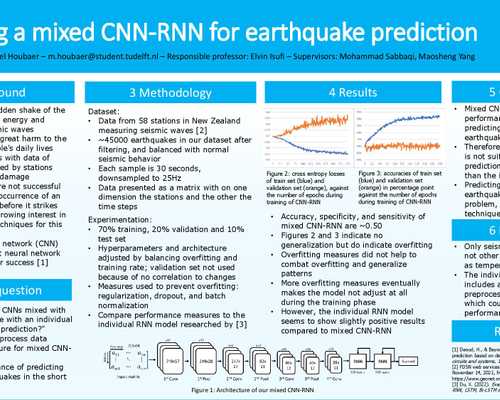 g a mixed CNN-RNN for earthquake prediction
el Houbaer – m.houbaer@student.tudelft.nl – Responsible professor: Elvin Isufi – Supervisors: Mohammad Sabbaqi, Maosheng Yang
ound
dden shake of the
energy and
mic waves
great harm to the
ple's daily lives
s with data of
ed by stations
damage
re not successful
occurrence of an
before it strikes
rowing interest in
echniques for this
network (CNN)
t neural network
r success [1]
question
CNNs mixed with
e with an individual
prediction?"
process data
ure for mixed CNN-
ance of predicting
uakes in the short
3 Methodology
Dataset:
• Data from 58 stations in New Zealand
measuring seismic waves [2]
• ~45000 earthquakes in our dataset after
filtering, and balanced with normal
seismic behavior
• Each sample is 30 seconds,
downsampled to 25Hz
• Data presented as a matrix with on one
dimension the stations and the other the
time steps
Experimentation:
• 70% training, 20% validation and 10%
test set
• Hyperparameters and architecture
adjusted by balancing overfitting and
training rate; validation set not used
because of no correlation to changes
• Measures used to prevent overfitting:
regularization, dropout, and batch
normalization
• Compare performance measures to the
individual RNN model researched by [3]
4 Results
Figure 2: cross entropy losses
of train set (blue) and
validation set (orange), against
the number of epochs during
training of CNN-RNN
Figure 3: accuracies of train set
(blue) and validation set
(orange) in percentage point
against the number of epochs
during training of CNN-RNN
• Accuracy, specificity, and sensitivity of
mixed CNN-RNN are ~0.50
• Figures 2 and 3 indicate no
generalization but do indicate overfitting
• Overfitting measures did not help to
combat overfitting and generalize
patterns
• More overfitting measures eventually
makes the model not adjust at all
during the training phase
• However, the individual RNN model
seems to show slightly positive results
compared to mixed CNN-RNN
Figure 1: Architecture of our mixed CNN-RNN
5
• Mixed CN
performan
predicting
earthquak
• Therefore
is not suit
prediction
than the i
• Predicting
earthquak
problem,
technique
6
• Only seisn
not other
as temper
• The indivi
includes a
preproces
which cou
performan
R